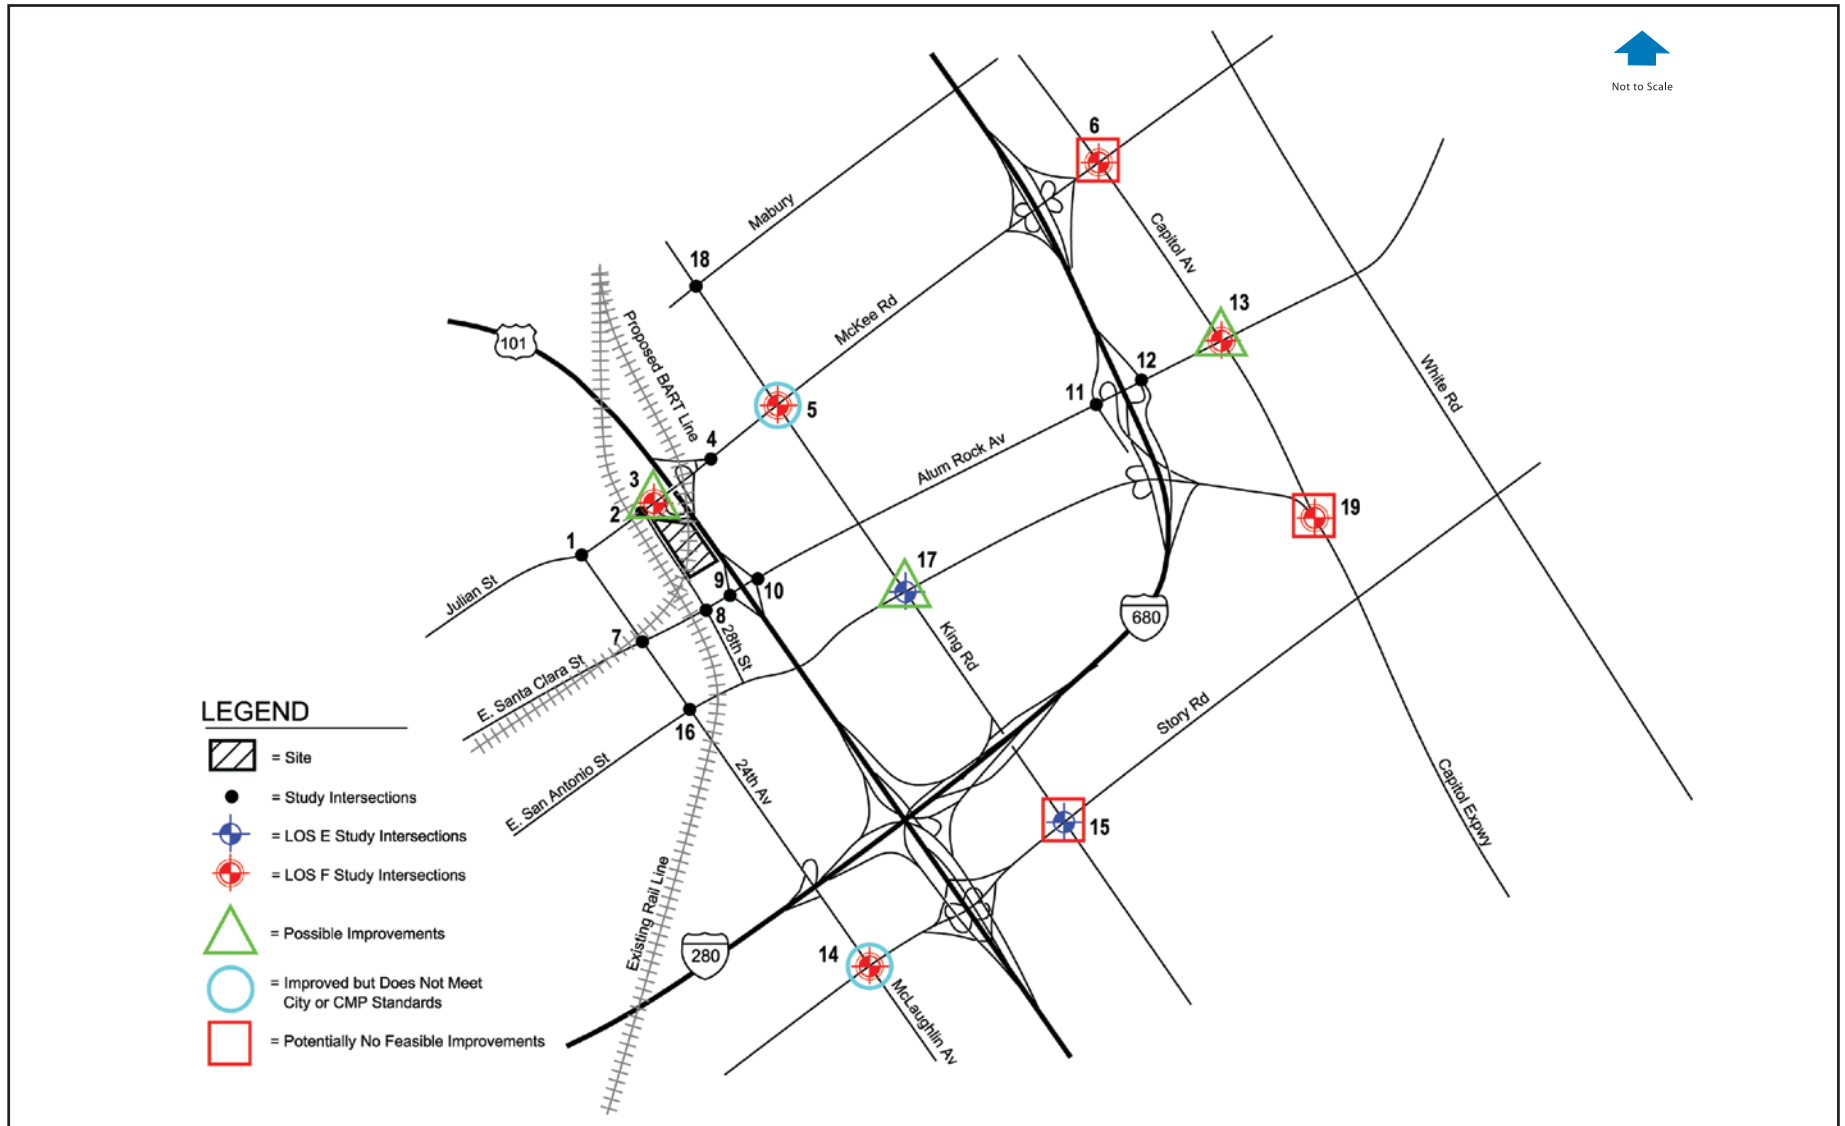 Not to Scale
6
Mabury
Capitol Av
18
13
McKee Rd
Proposed BART Line
101
12
White Rd
11
5
4
Alum Rock Av
3
2
19
1
17
9
10
Julian St
8
680
7
28th St
King Rd
E. Santa Clara St
16
Story Rd
LEGEND
= Site
24th Av
E. San Antonio St
Capitol Expwy
= Study Intersections
15
= LOS E Study Intersections
= LOS F Study Intersections
Existing Rail Line
= Possible Improvements
280
14
= Improved but Does Not Meet
City or CMP Standards
McLaughlin Av
= Potentially No Feasible Improvements